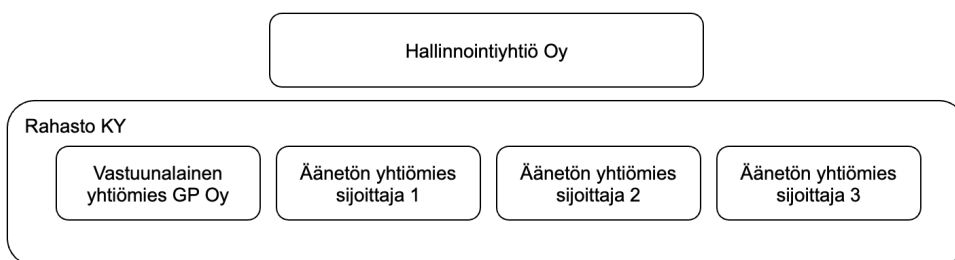 Hallinnointiyhtiö Oy
Rahasto KY
Vastuunalainen
yhtiömies GP Oy
Äänetön yhtiömies
sijoittaja 1
Äänetön yhtiömies
sijoittaja 2
Äänetön yhtiömies
sijoittaja 3